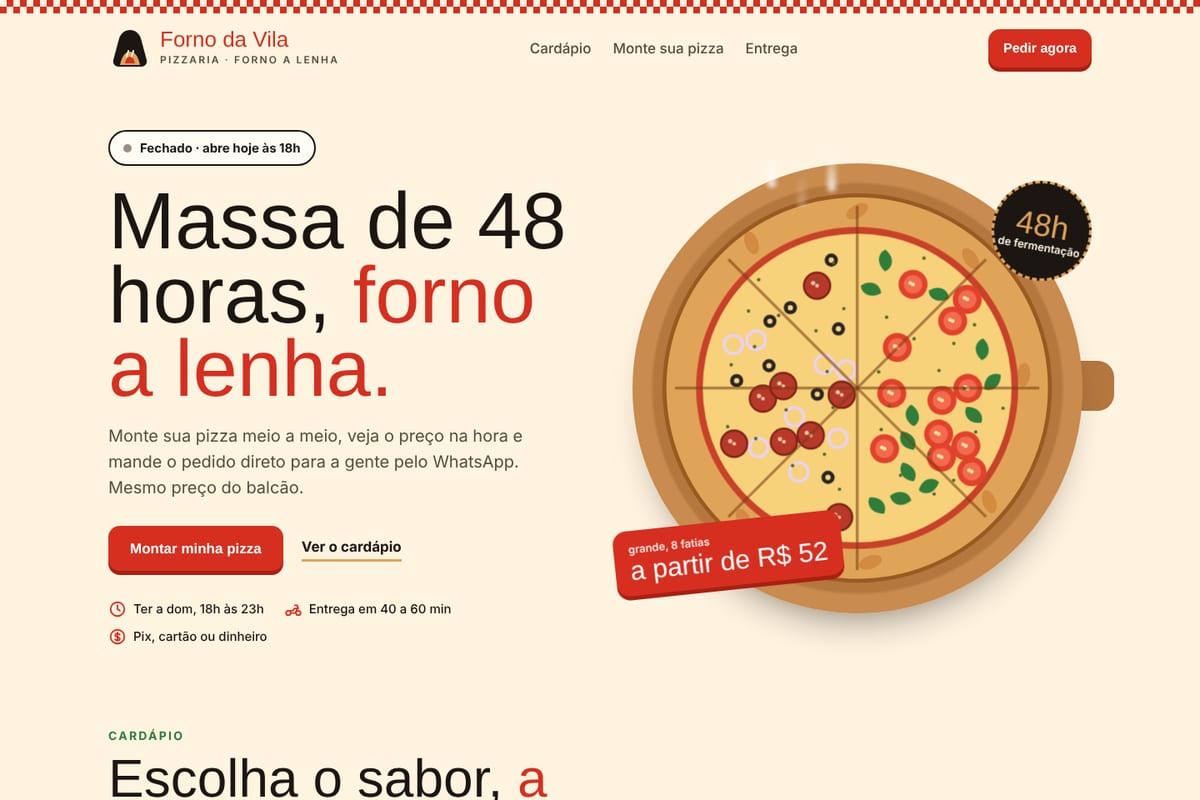 Forno da Vila
PIZZARIA · FORNO A LENHA
Cardápio
Monte sua pizza
Entrega
Pedir agora
Fechado · abre hoje às 18h
Massa de 48
horas, forno
a lenha.
Monte sua pizza meio a meio, veja o preço na hora e
mande o pedido direto para a gente pelo WhatsApp.
Mesmo preço do balcão.
Montar minha pizza
Ver o cardápio
Ter a dom, 18h às 23h
Entrega em 40 a 60 min
Pix, cartão ou dinheiro
48h
de fermentação
grande, 8 fatias
a partir de R$ 52
CARDÁPIO
Escolha o sabor, a